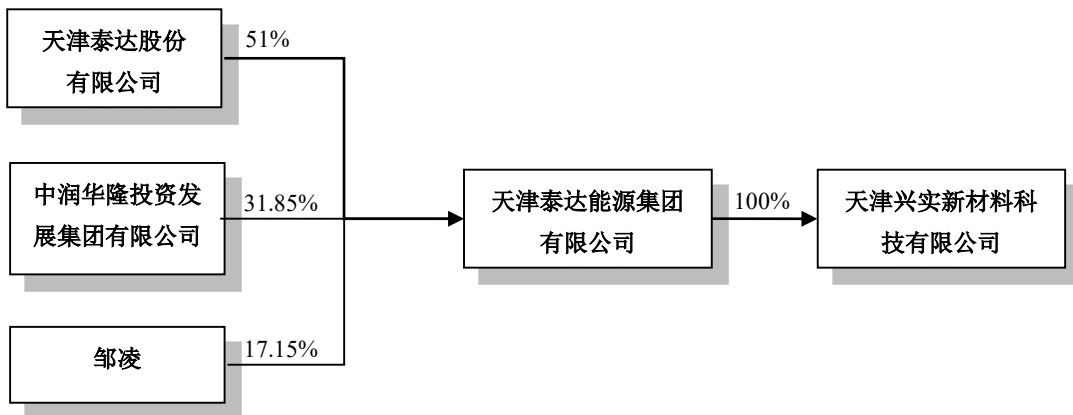 天津泰达股份
有限公司
51%
中润华隆投资发
展集团有限公司
31.85%
邹凌
17.15%
天津泰达能源集团
有限公司
100%
天津兴实新材料科
技有限公司